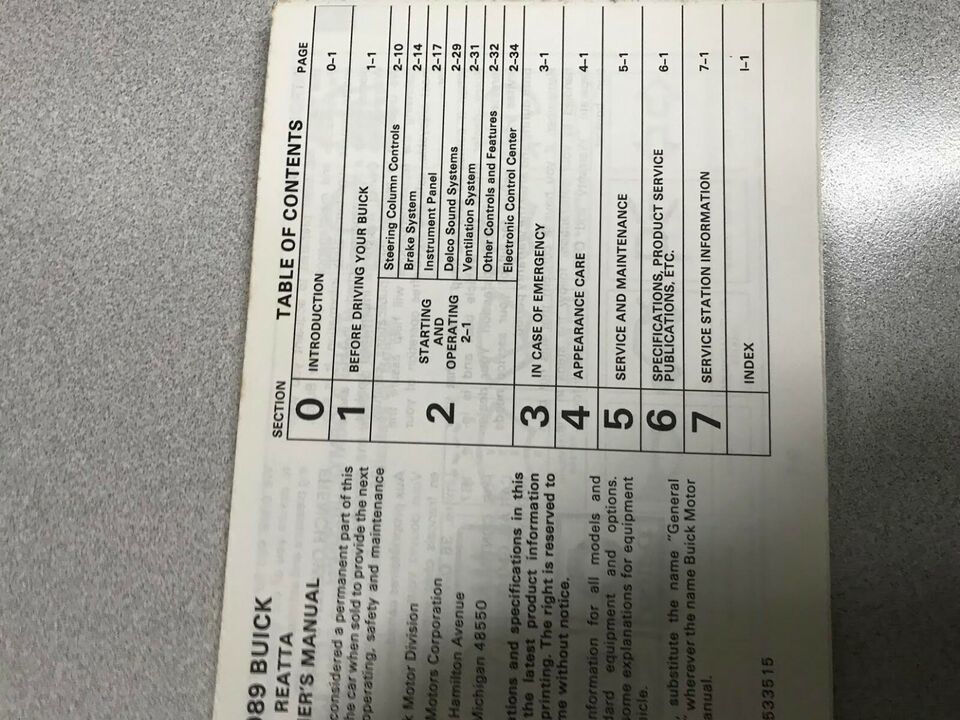 089 BUICK
REATTA
ER'S MANUAL
considered a permanent part of this
he car when sold to provide the next
operating, safety and maintenance
Motor Division
Motors Corporation
Hamilton Avenue
Michigan 48550
tions and specifications in this
the latest product information
printing. The right is reserved to
me without notice.
nformation for all models and
dard equipment and options.
ome explanations for equipment
hicle.
substitute the name "General
wherever the name Buick Motor
anual.
633515
TABLE OF CONTENTS
SECTION PAGE
0 INTRODUCTION 0–1
1 BEFORE DRIVING YOUR BUICK 1–1
2 STARTING AND OPERATING 2–1
Steering Column Controls 2–10
Brake System 2–14
Instrument Panel 2–17
Delco Sound Systems 2–29
Ventilation System 2–31
Other Controls and Features 2–32
Electronic Control Center 2–34
3 IN CASE OF EMERGENCY 3–1
4 APPEARANCE CARE 4–1
5 SERVICE AND MAINTENANCE 5–1
6 SPECIFICATIONS, PRODUCT SERVICE 6–1
PUBLICATIONS, ETC.
7 SERVICE STATION INFORMATION 7–1
INDEX I–1